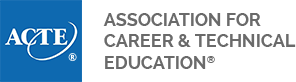 ACTE®
ASSOCIATION FOR
CAREER & TECHNICAL
EDUCATION®